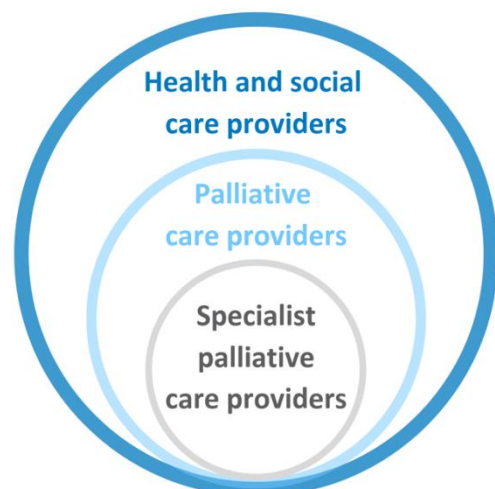 Health and social
care providers
Palliative
care providers
Specialist
palliative
care providers